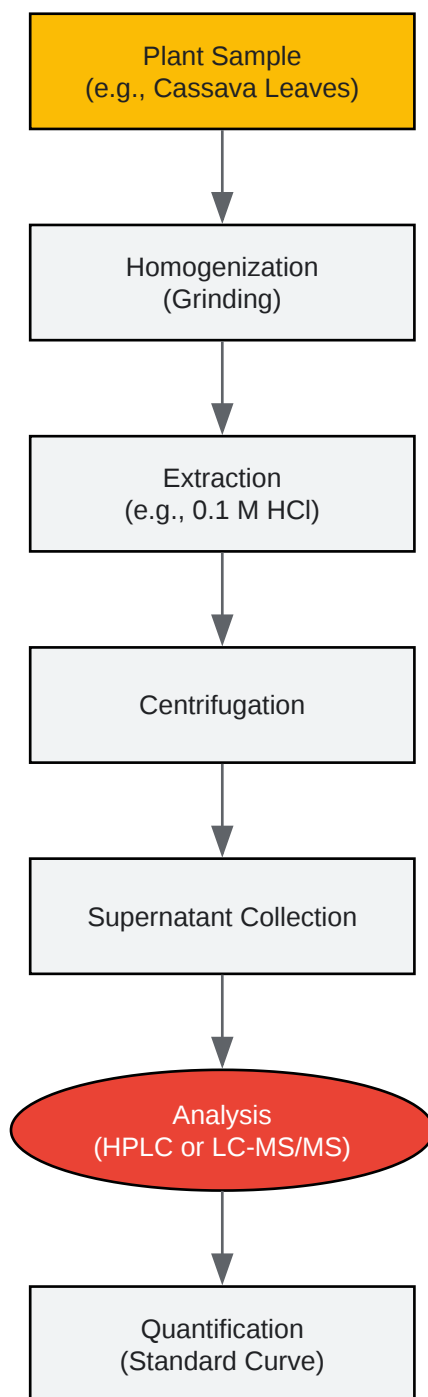 Plant Sample
(e.g., Cassava Leaves)
Homogenization
(Grinding)
Extraction
(e.g., 0.1 M HCl)
Centrifugation
Supernatant Collection
Analysis
(HPLC or LC-MS/MS)
Quantification
(Standard Curve)